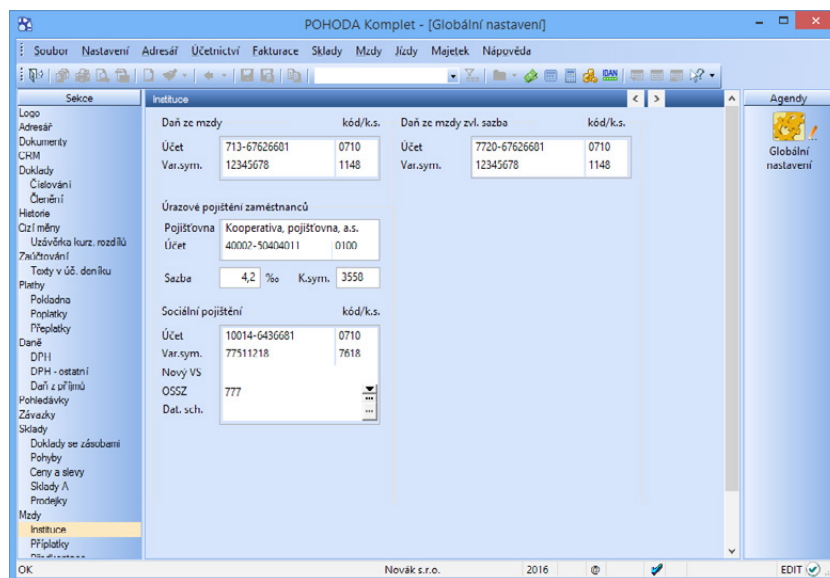 POHODA Komplet - [Globální nastavení]
Soubor Nastavení Adresář Účetnictví Fakturace Sklady Mzdy Jízdy Majetek Nápověda
Sekce
Logo
Adresář
Dokumenty
CRM
Doklady
Číslování
Členění
Historie
Cizí měny
Uzávěrka kurz. rozdílů
Zaúčtování
Texty v úč. deníku
Platby
Pokladna
Poplatky
Přeplatky
Daně
DPH
DPH - ostatní
Daň z příjmů
Pohledávky
Závazky
Sklady
Doklady se zásobami
Pohyby
Ceny a slevy
Sklady A
Prodejky
Mzdy
Instituce
Příplatky
Instituce
Daň ze mzdy kód/k.s.
Účet 713-67626681 0710
Var.sym. 12345678 1148
Daň ze mzdy zvl. sazba kód/k.s.
Účet 7720-67626681 0710
Var.sym. 12345678 1148
Úrazové pojištění zaměstnanců
Pojišťovna Kooperativa, pojišťovna, a.s.
Účet 40002-50404011 0100
Sazba 4,2 ‰ K.sym. 3558
Sociální pojištění kód/k.s.
Účet 10014-6436681 0710
Var.sym. 77511218 7618
Nový VS
OSSZ 777
Dat. sch.
Agendy
Globální
nastavení
OK Novák s.r.o. 2016 @ EDIT